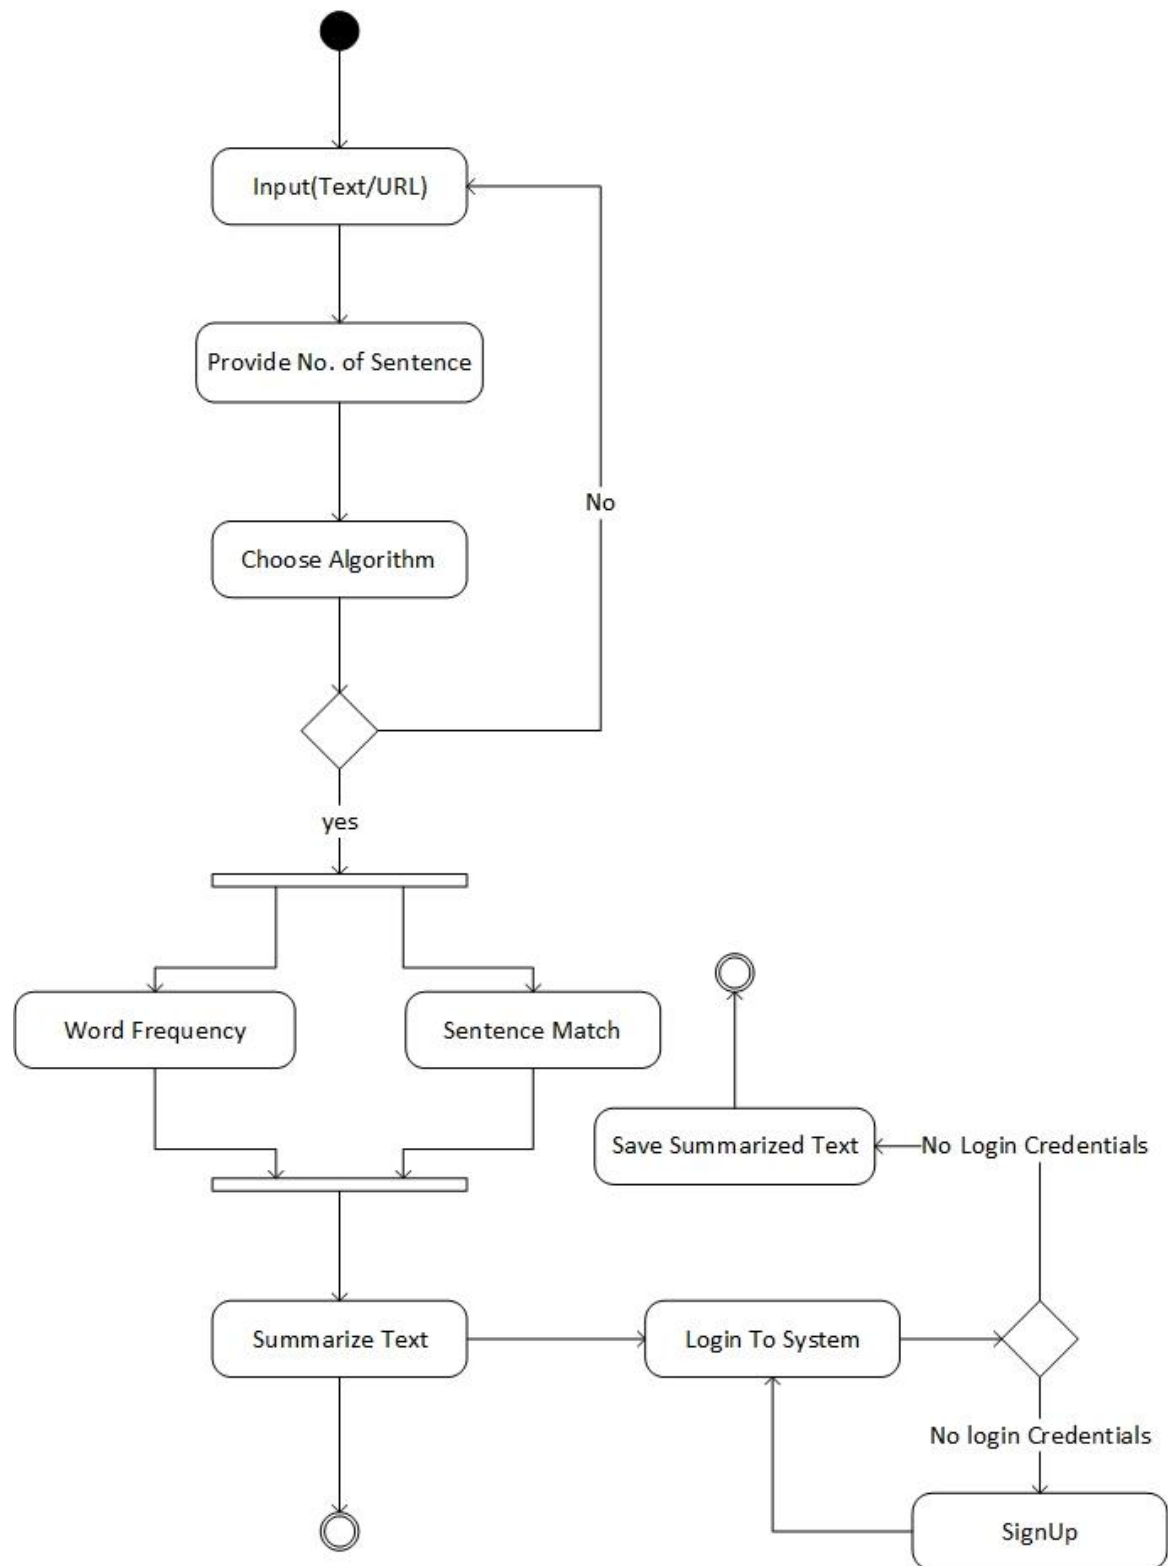 Input(Text/URL)
Provide No. of Sentence
No
Choose Algorithm
yes
Word Frequency
Sentence Match
Save Summarized Text
No Login Credentials
Summarize Text
Login To System
No login Credentials
SignUp